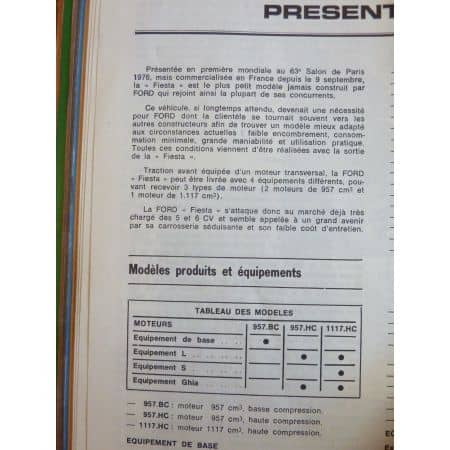 PRESENT
Présentée en première mondiale au 63e Salon de Paris
1976, mais commercialisée en France depuis le 9 septembre,
la « Fiesta » est le plus petit modèle jamais construit par
FORD qui rejoint ainsi la plupart de ses concurrents.
Ce véhicule, si longtemps attendu, devenait une nécessité
pour FORD dont la clientèle se tournait souvent vers les
autres constructeurs afin de trouver un modèle mieux adapté
aux circonstances actuelles : faible encombrement, consom-
mation minimale, grande maniabilité et utilisation pratique.
Toutes ces conditions viennent d'être réalisées avec la sortie
de la « Fiesta ».
Traction avant équipée d'un moteur transversal, la FORD
« Fiesta » peut être livrée avec 4 équipements différents, pou-
vant recevoir 3 types de moteur (2 moteurs de 957 cm3 et
1 moteur de 1.117 cm3).
La FORD « Fiesta » s'attaque donc au marché déjà très
chargé des 5 et 6 CV et semble appelée à un grand avenir
par sa carrosserie séduisante et son faible coût d'entretien.
Modèles produits et équipements
TABLEAU DES MODELES
MOTEURS 957.BC 957.HC 1117.HC
Equipement de base .. .. ●
Equipement L .. .. .. .. ● ●
Equipement S .. .. .. .. ●
Equipement Ghia .. .. .. ● ●
— 957.BC : moteur 957 cm3, basse compression.
— 957.HC : moteur 957 cm3, haute compression.
— 1117.HC : moteur 1117 cm3, haute compression.
EQUIPEMENT DE BASE